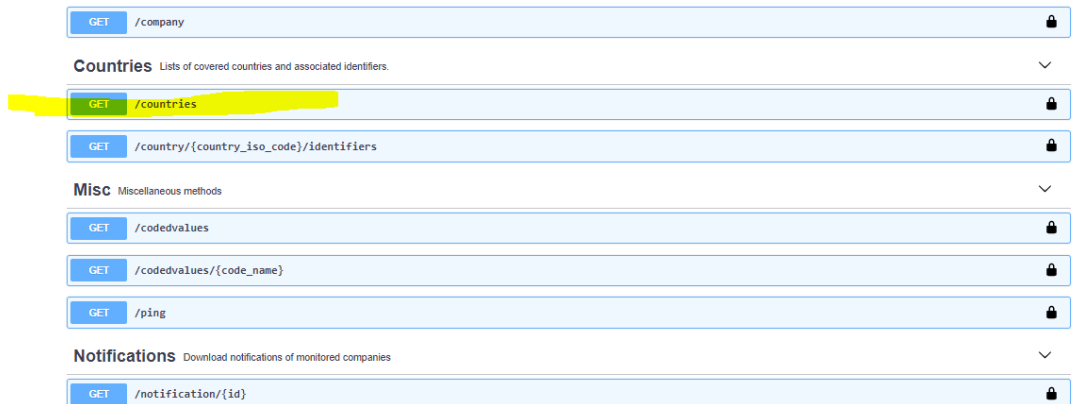 GET /company
Countries Lists of covered countries and associated identifiers.
GET /countries
GET /country/{country_iso_code}/identifiers
Misc Miscellaneous methods
GET /codedvalues
GET /codedvalues/{code_name}
GET /ping
Notifications Download notifications of monitored companies
GET /notification/{id}